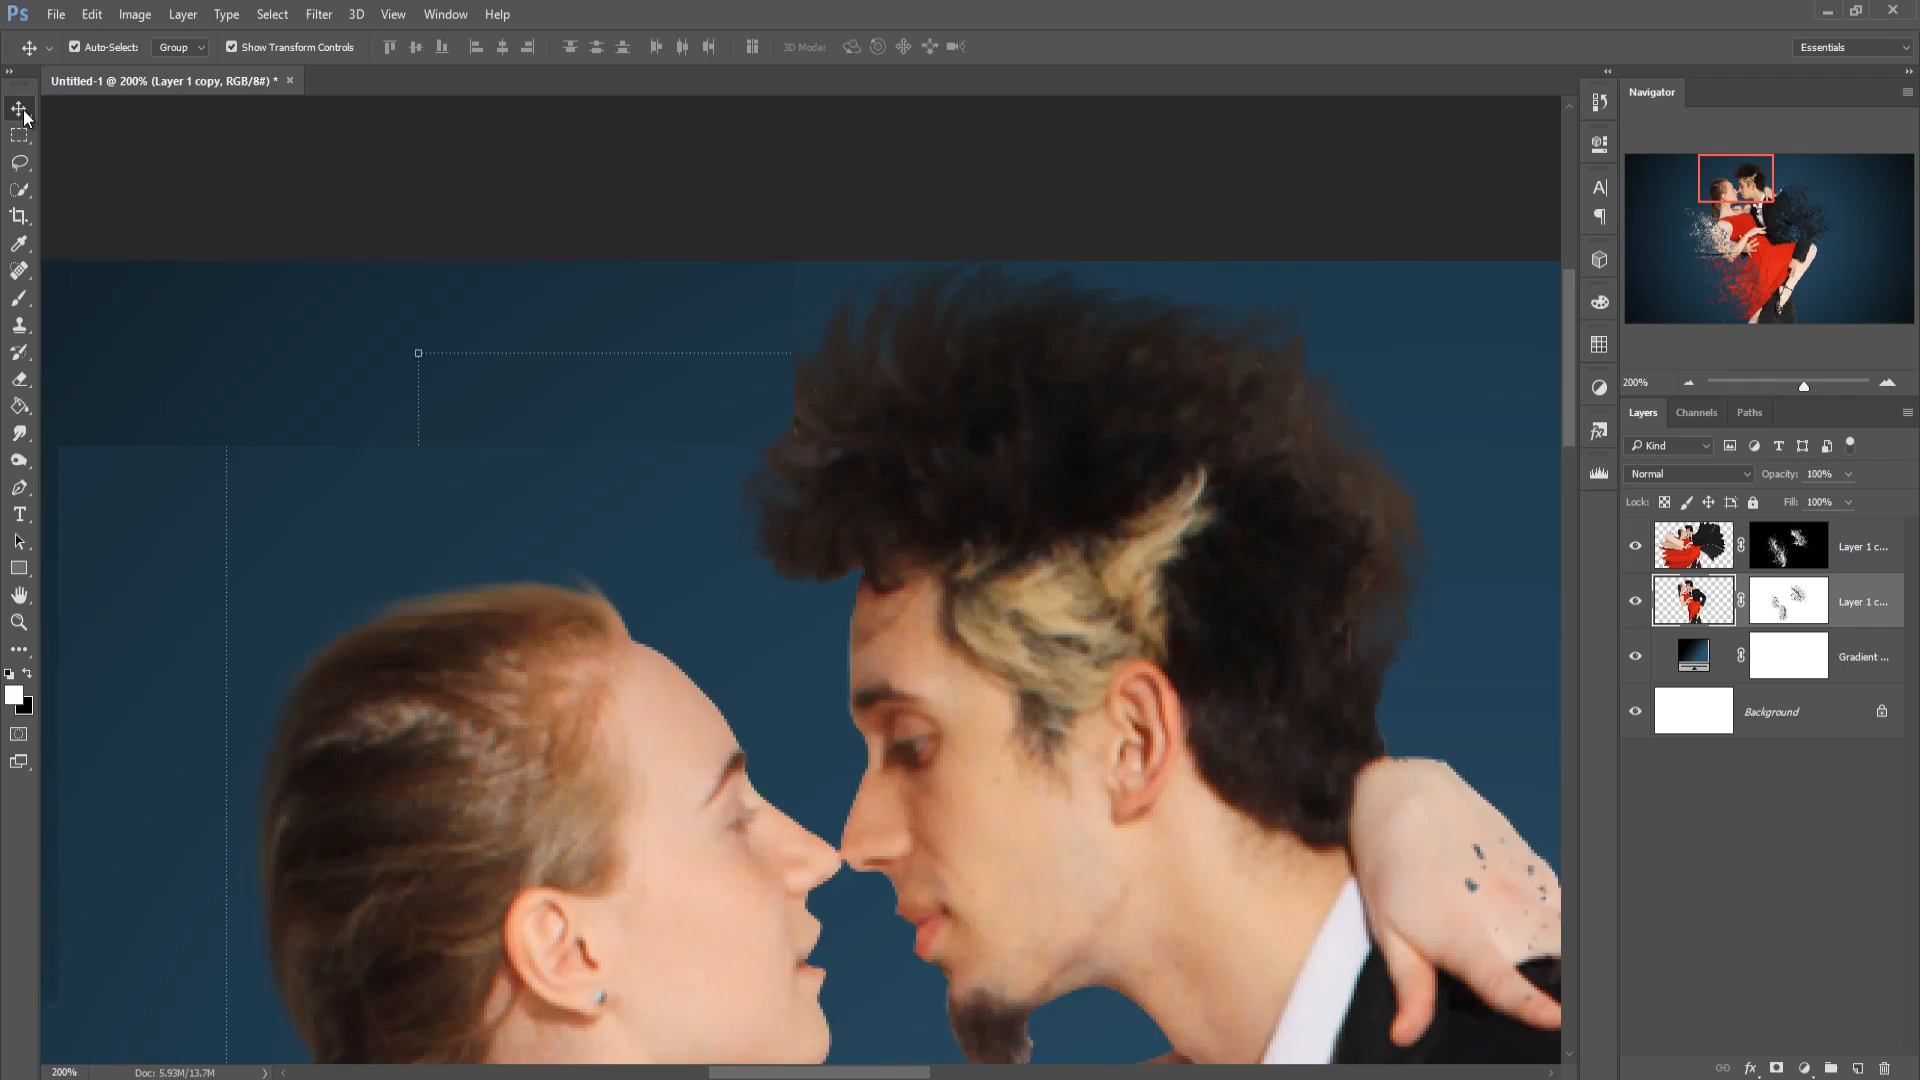 Ps File Edit Image Layer Type Select Filter 3D View Window Help
Auto-Select: Group Show Transform Controls 3D Mode: Essentials
Untitled-1 @ 200% (Layer 1 copy, RGB/8#) * ×
Navigator
200%
Layers Channels Paths
Kind
Normal Opacity: 100%
Lock: Fill: 100%
Layer 1 c...
Layer 1 c...
Gradient ...
Background
200% Doc: 5.93M/13.7M